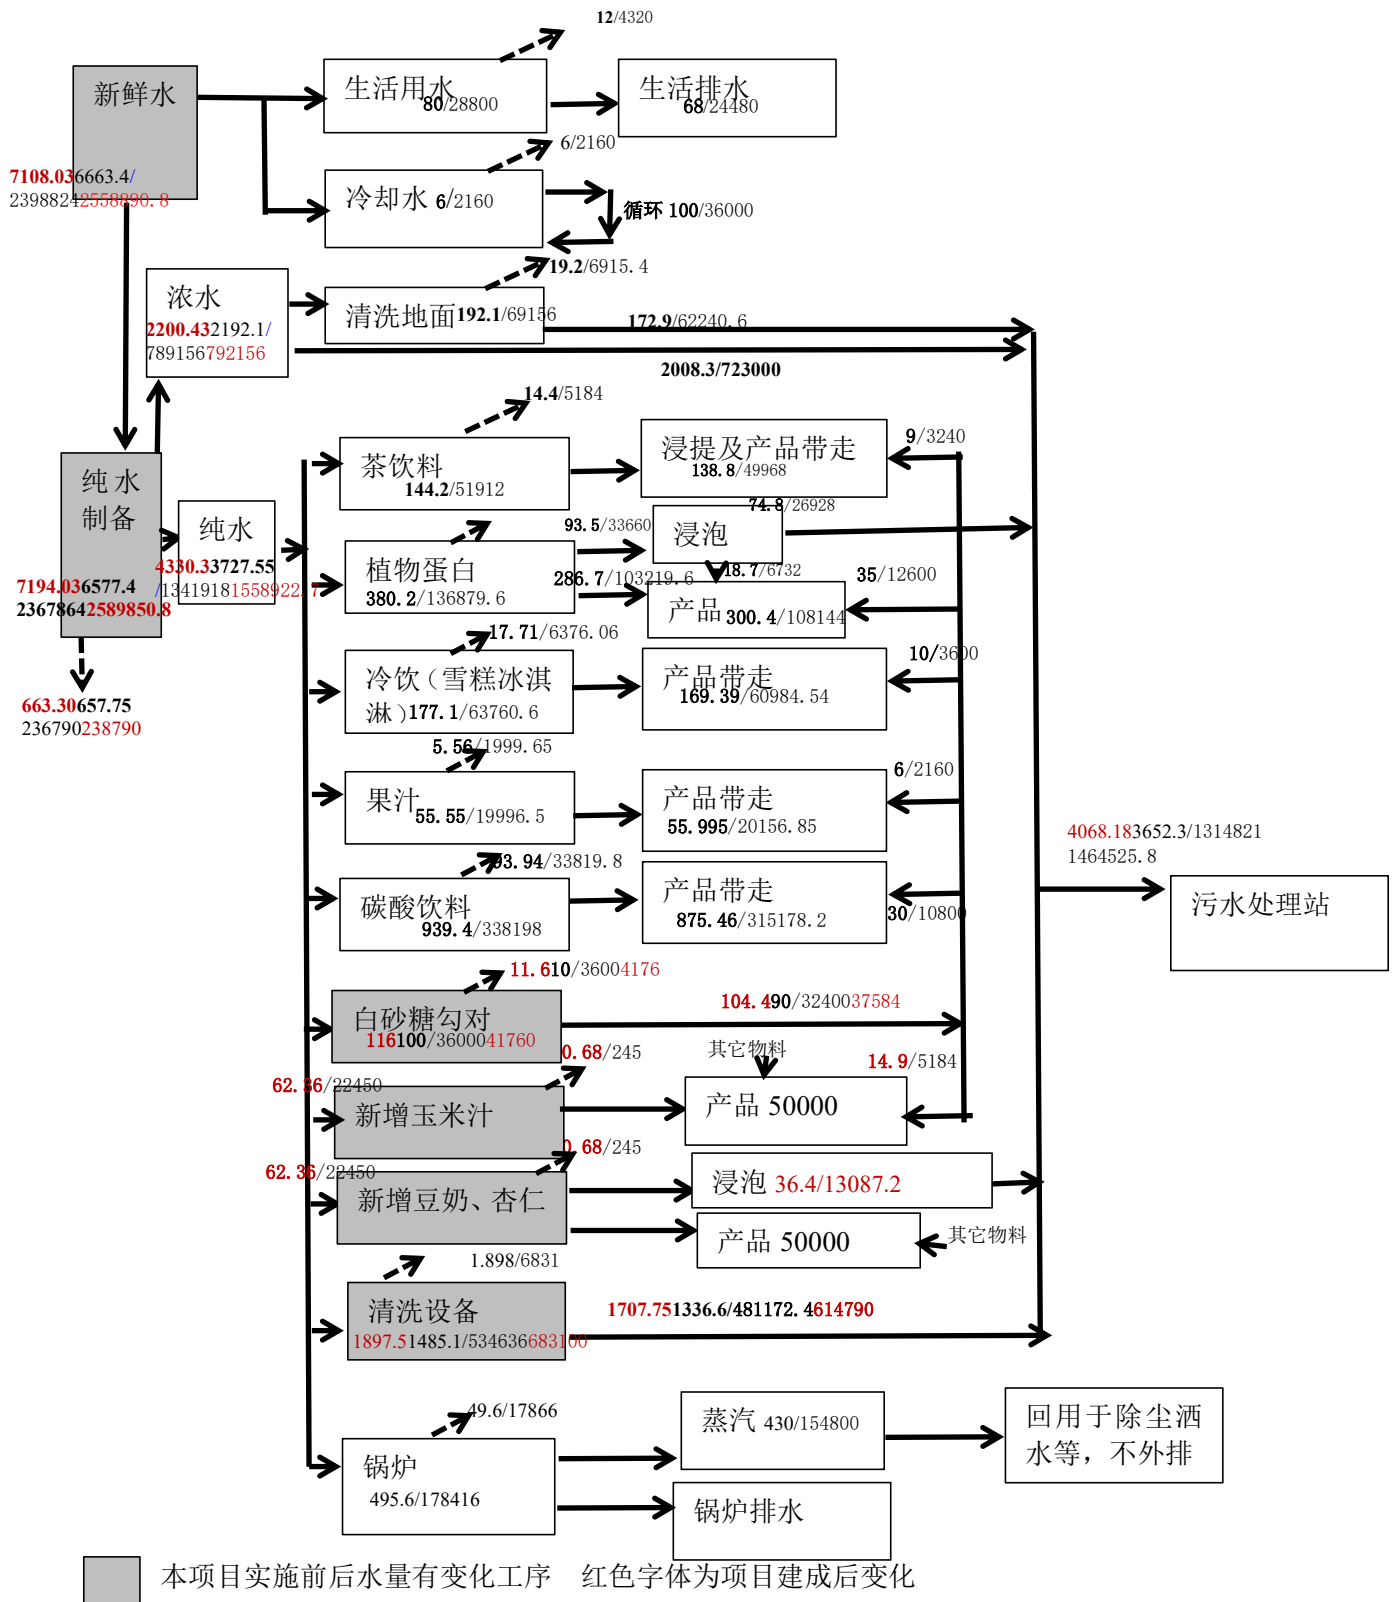 12/4320
新鲜水
生活用水
80/28800
生活排水
68/24480
6/2160
7108.036663.4/
23988242558890.8
冷却水 6/2160
循环 100/36000
19.2/6915.4
浓水
2200.432192.1/
789156792156
清洗地面192.1/69156
172.9/62240.6
2008.3/723000
14.4/5184
茶饮料
144.2/51912
浸提及产品带走
138.8/49968
9/3240
纯水
制备
7194.036577.4
23678642589850.8
纯水
4330.33727.55
/13419181558922.7
93.5/33660
浸泡
74.8/26928
植物蛋白
380.2/136879.6
286.7/103219.6
18.7/6732
35/12600
产品 300.4/108144
663.30657.75
236790238790
17.71/6376.06
冷饮（雪糕冰淇
淋）177.1/63760.6
产品带走
169.39/60984.54
10/3600
5.56/1999.65
果汁
55.55/19996.5
产品带走
55.995/20156.85
6/2160
93.94/33819.8
碳酸饮料
939.4/338198
产品带走
875.46/315178.2
30/10800
4068.183652.3/1314821
1464525.8
污水处理站
11.610/36004176
白砂糖勾对
116100/3600041760
104.490/3240037584
0.68/245
其它物料
14.9/5184
62.36/22450
新增玉米汁
产品 50000
0.68/245
62.36/22450
新增豆奶、杏仁
浸泡 36.4/13087.2
产品 50000
其它物料
1.898/6831
清洗设备
1897.51485.1/534636683100
1707.751336.6/481172.4614790
49.6/17866
蒸汽 430/154800
回用于除尘洒
水等，不外排
锅炉
495.6/178416
锅炉排水
本项目实施前后水量有变化工序 红色字体为项目建成后变化